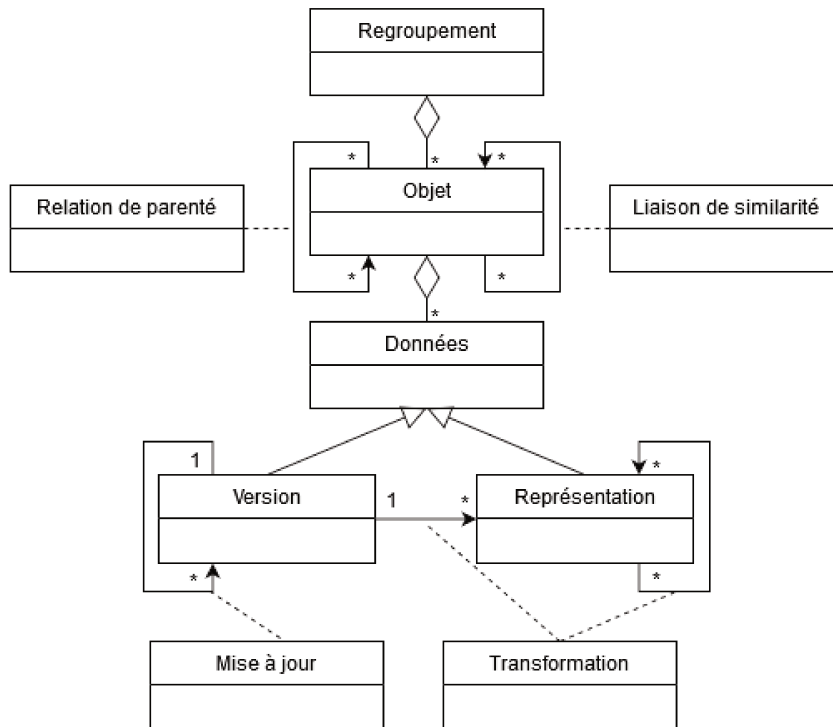 Regroupement
*
* *
Objet
Relation de parenté
Liaison de similarité
* *
*
Données
1
*
Version
1 *
Représentation
* *
Mise à jour
Transformation